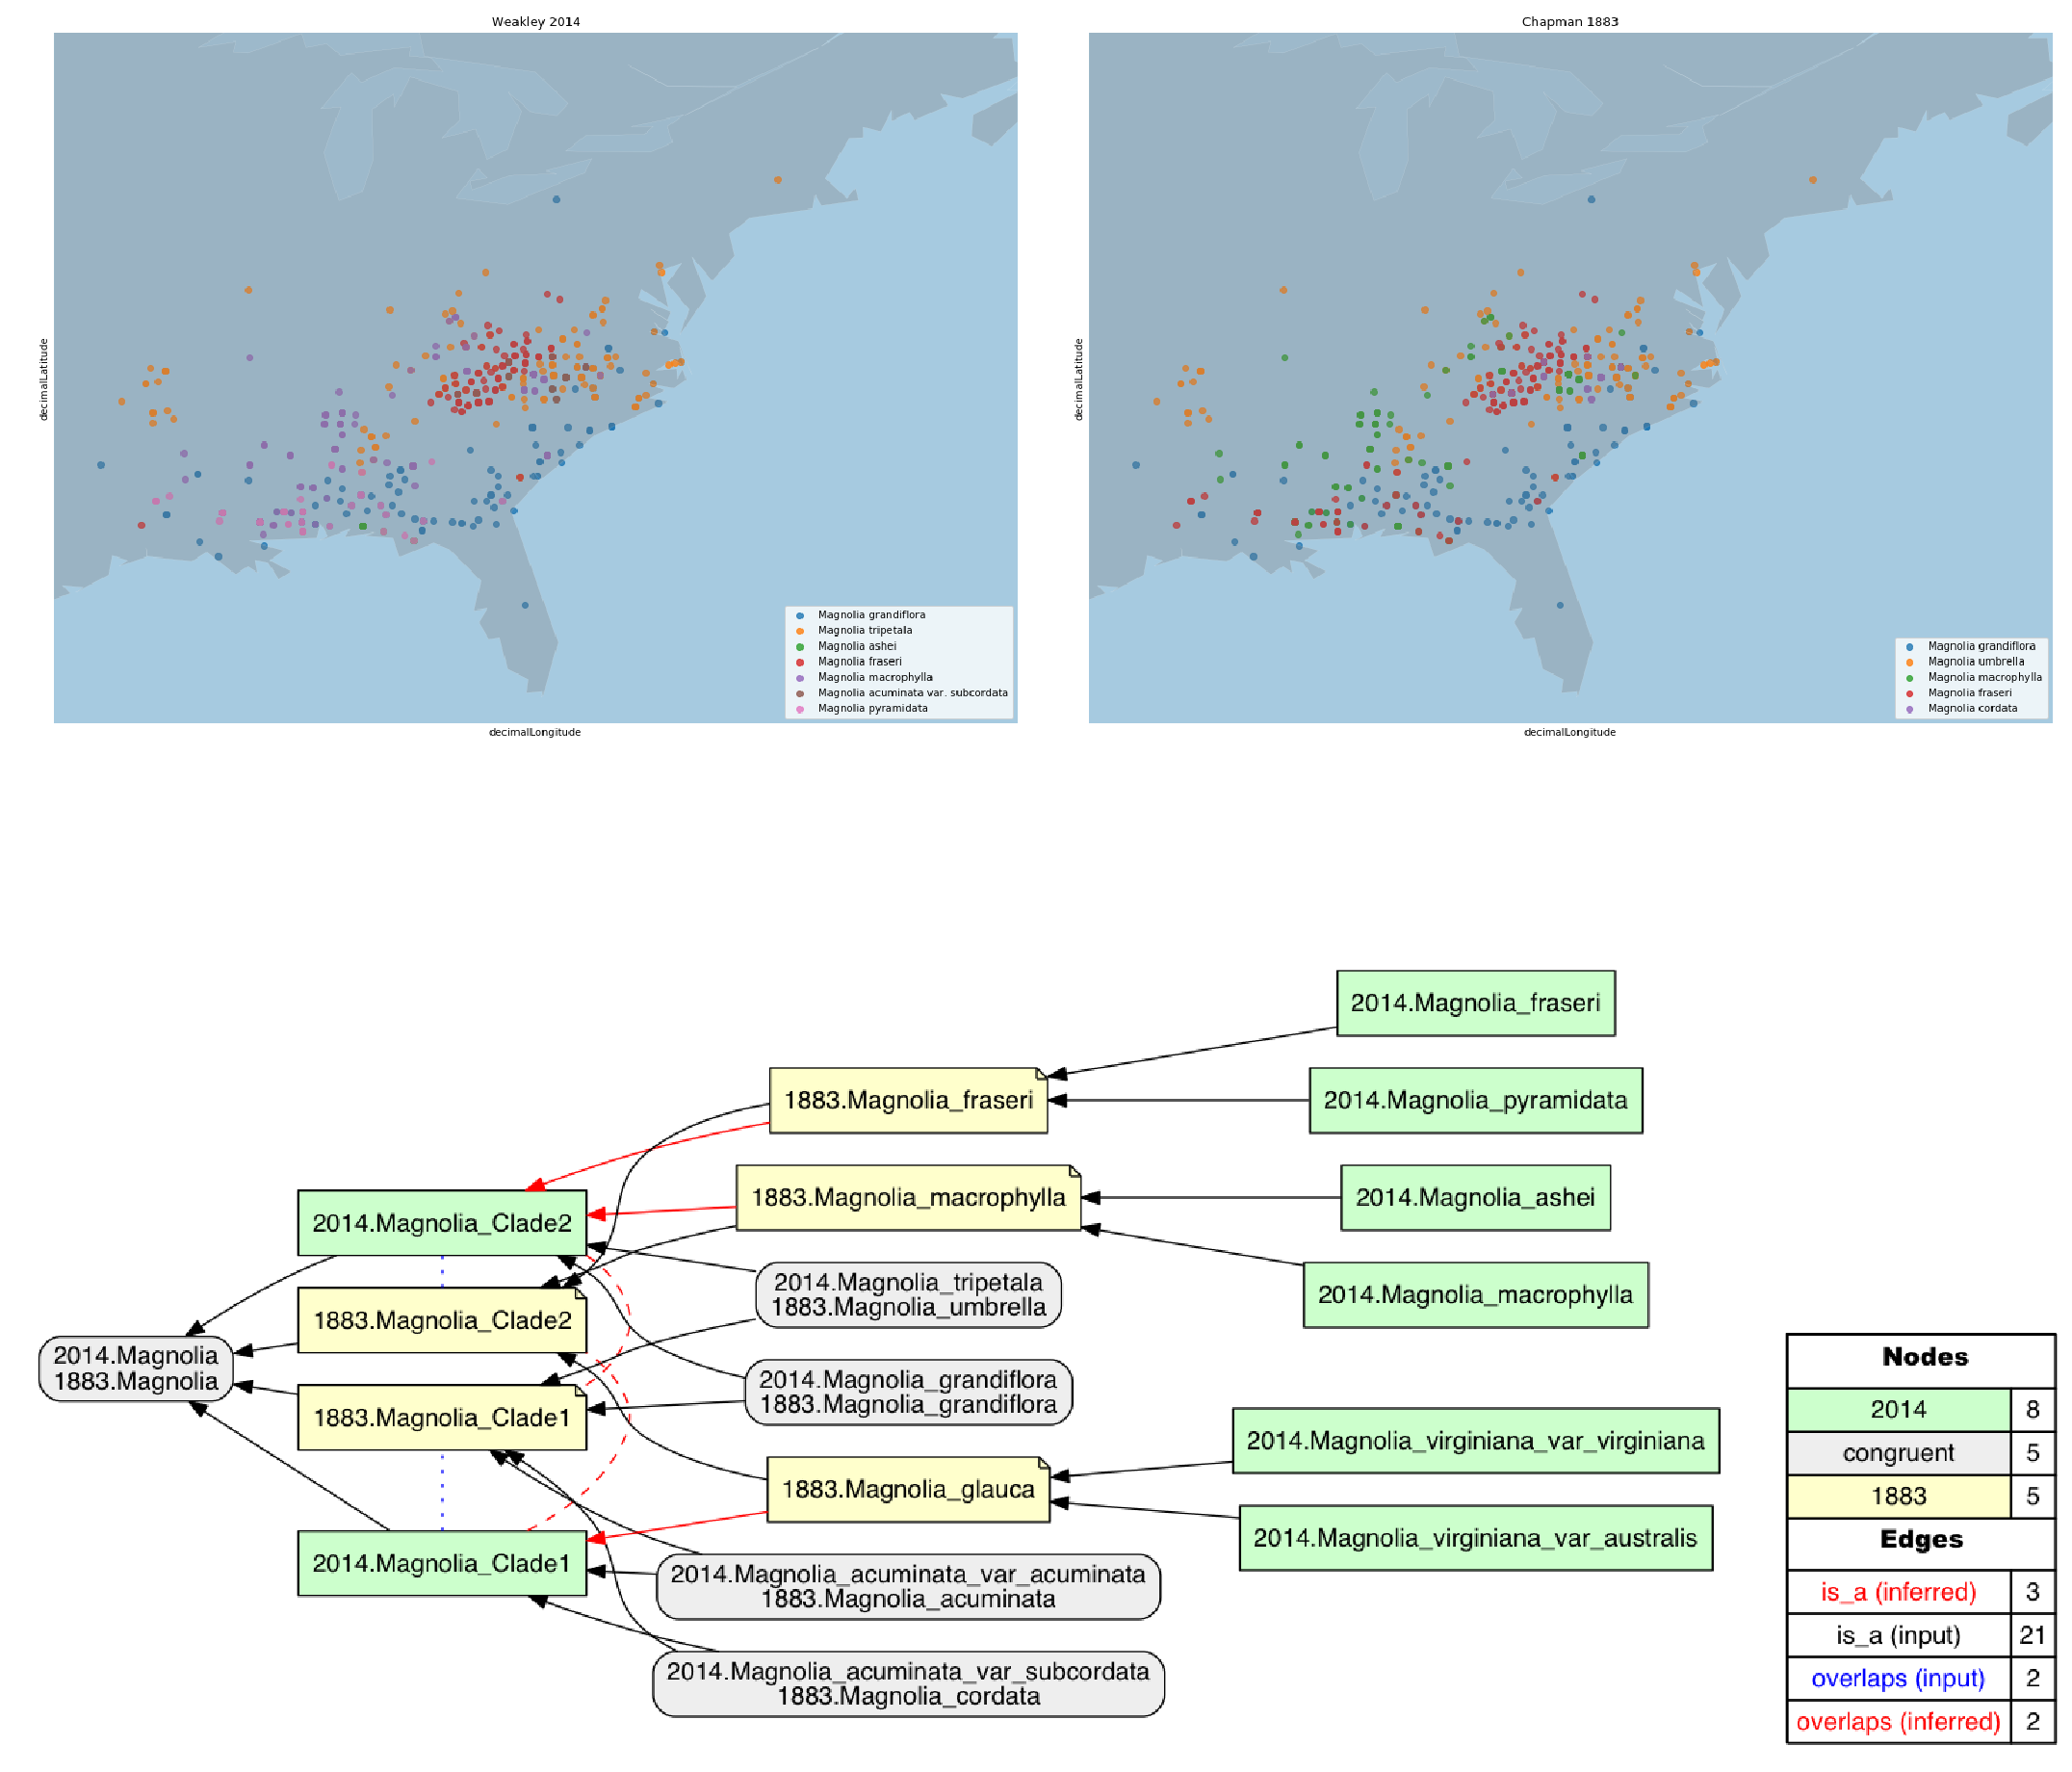 Weakley 2014
decimalLatitude
decimalLongitude
Magnolia grandiflora
Magnolia tripetala
Magnolia ashei
Magnolia fraseri
Magnolia macrophylla
Magnolia acuminata var. subcordata
Magnolia pyramidata
Chapman 1883
decimalLatitude
decimalLongitude
Magnolia grandiflora
Magnolia umbrella
Magnolia macrophylla
Magnolia fraseri
Magnolia cordata
2014.Magnolia
1883.Magnolia
2014.Magnolia_Clade2
1883.Magnolia_Clade2
1883.Magnolia_Clade1
2014.Magnolia_Clade1
1883.Magnolia_fraseri
1883.Magnolia_macrophylla
2014.Magnolia_tripetala
1883.Magnolia_umbrella
2014.Magnolia_grandiflora
1883.Magnolia_grandiflora
1883.Magnolia_glauca
2014.Magnolia_acuminata_var_acuminata
1883.Magnolia_acuminata
2014.Magnolia_acuminata_var_subcordata
1883.Magnolia_cordata
2014.Magnolia_fraseri
2014.Magnolia_pyramidata
2014.Magnolia_ashei
2014.Magnolia_macrophylla
2014.Magnolia_virginiana_var_virginiana
2014.Magnolia_virginiana_var_australis
Nodes
2014 8
congruent 5
1883 5
Edges
is_a (inferred) 3
is_a (input) 21
overlaps (input) 2
overlaps (inferred) 2